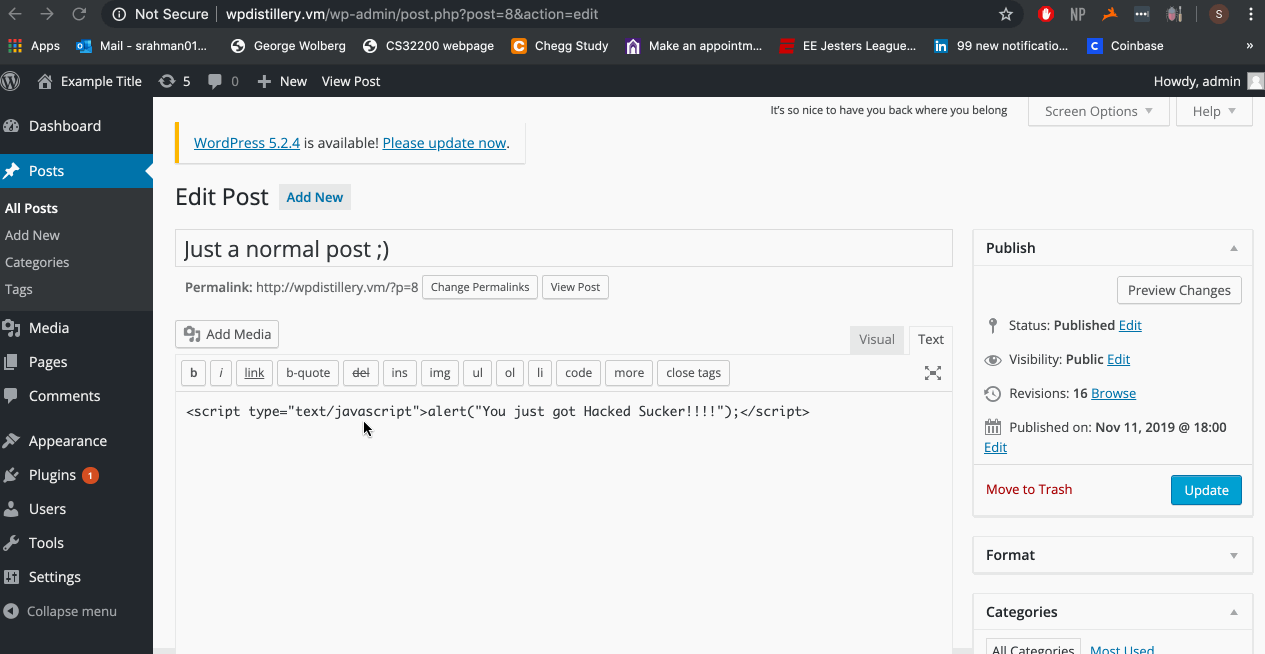 Not Secure | wpdistillery.vm/wp-admin/post.php?post=8&action=edit
NP
S
Apps Mail - srahman01... George Wolberg CS32200 webpage Chegg Study Make an appointm... EE Jesters League... 99 new notificatio... Coinbase »
Example Title 5 0 + New View Post Howdy, admin
It's so nice to have you back where you belong
Screen Options Help
Dashboard
Posts
All Posts
Add New
Categories
Tags
Media
Pages
Comments
Appearance
Plugins 1
Users
Tools
Settings
Collapse menu
WordPress 5.2.4 is available! Please update now.
Edit Post Add New
Just a normal post ;)
Permalink: http://wpdistillery.vm/?p=8 Change Permalinks View Post
Add Media
Visual Text
b i link b-quote del ins img ul ol li code more close tags
<script type="text/javascript">alert("You just got Hacked Sucker!!!!");</script>
Publish
Preview Changes
Status: Published Edit
Visibility: Public Edit
Revisions: 16 Browse
Published on: Nov 11, 2019 @ 18:00
Edit
Move to Trash Update
Format
Categories
All Categories Most Used